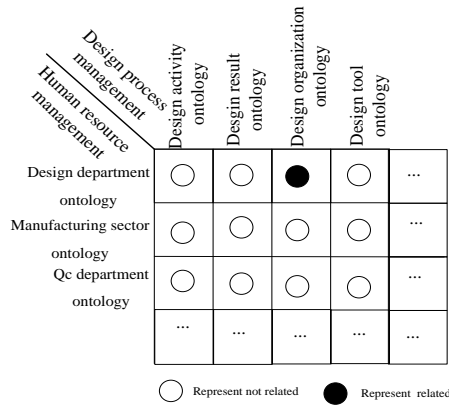 Design process
management
Human resource
management
Design activity
ontology
Desgin result
ontology
Design organization
ontology
Design tool
ontology
Design department
ontology
...
Manufacturing sector
ontology
...
Qc department
ontology
...
... ... ... ... ...
Represent not related
Represent related